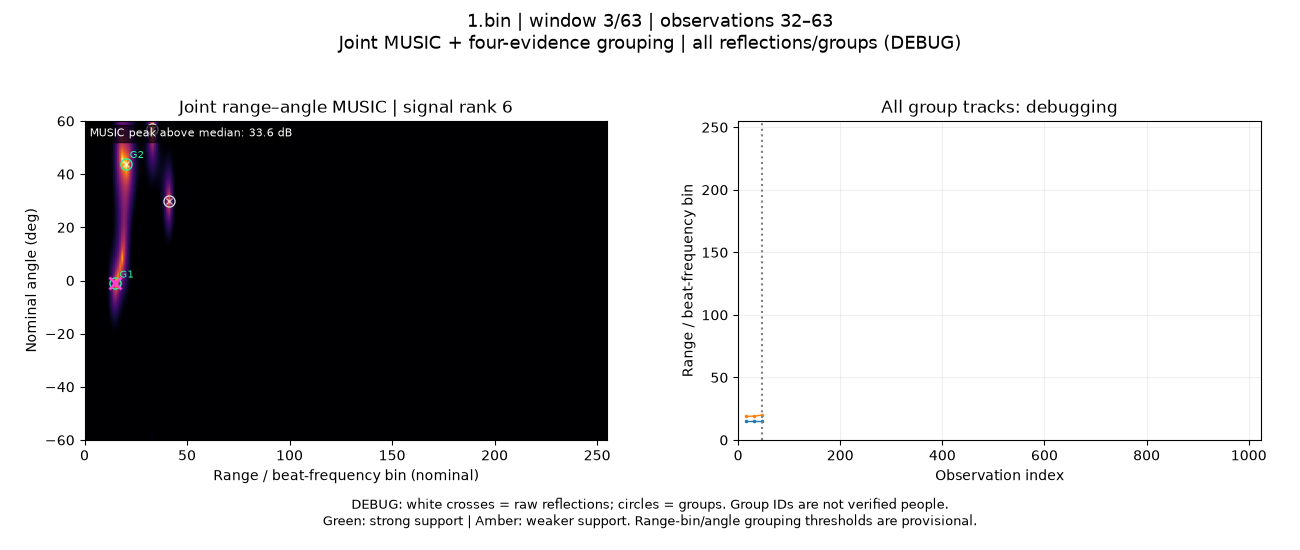 1.bin | window 3/63 | observations 32–63
Joint MUSIC + four-evidence grouping | all reflections/groups (DEBUG)
Joint range–angle MUSIC | signal rank 6
MUSIC peak above median: 33.6 dB
G2
G1
60
40
20
0
−20
−40
−60
Nominal angle (deg)
0
50
100
150
200
250
Range / beat-frequency bin (nominal)
All group tracks: debugging
250
200
150
100
50
0
Range / beat-frequency bin
0
200
400
600
800
1000
Observation index
DEBUG: white crosses = raw reflections; circles = groups. Group IDs are not verified people.
Green: strong support | Amber: weaker support. Range-bin/angle grouping thresholds are provisional.